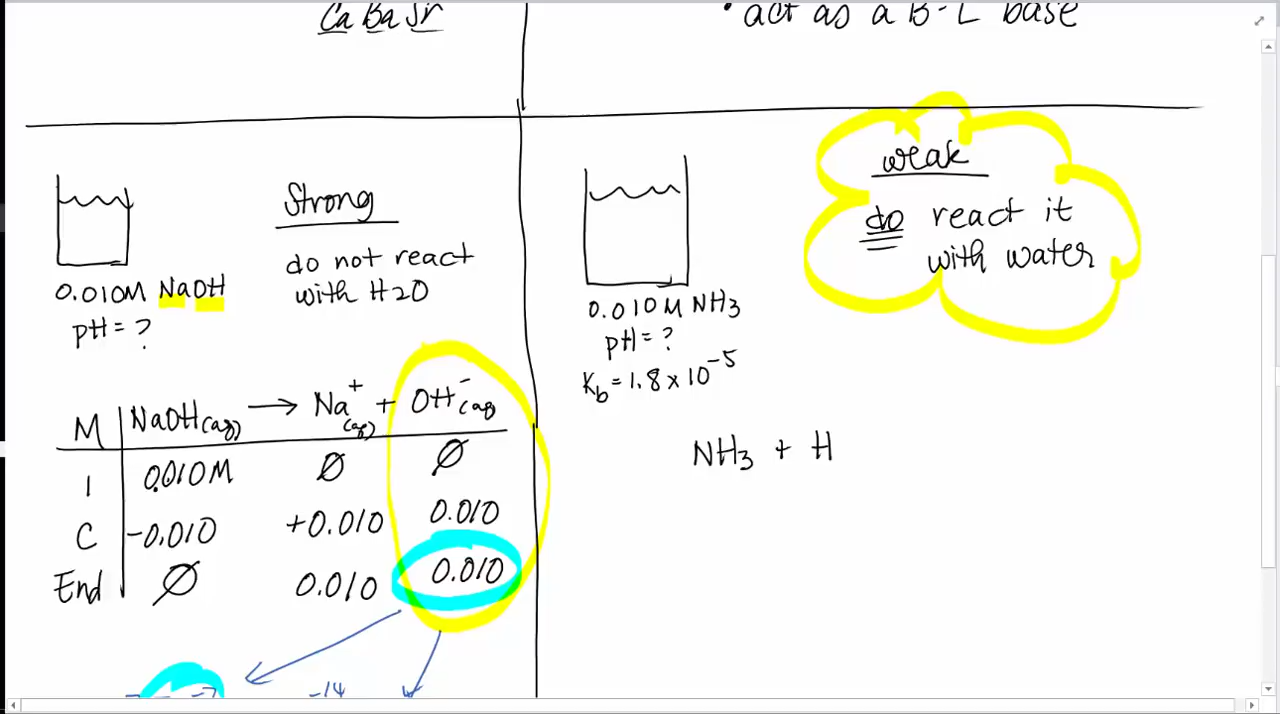 Ca Ba Sr
• act as a B-L base
Strong
do not react
with H2O
0.010M NaOH
pH = ?
M NaOH(aq) → Na+(aq) + OH-(aq)
I 0.010M ∅ ∅
C -0.010 +0.010 0.010
End ∅ 0.010 0.010
-7 -14
weak
do react it
with water
0.010M NH3
pH = ?
Kb = 1.8 x 10-5
NH3 + H